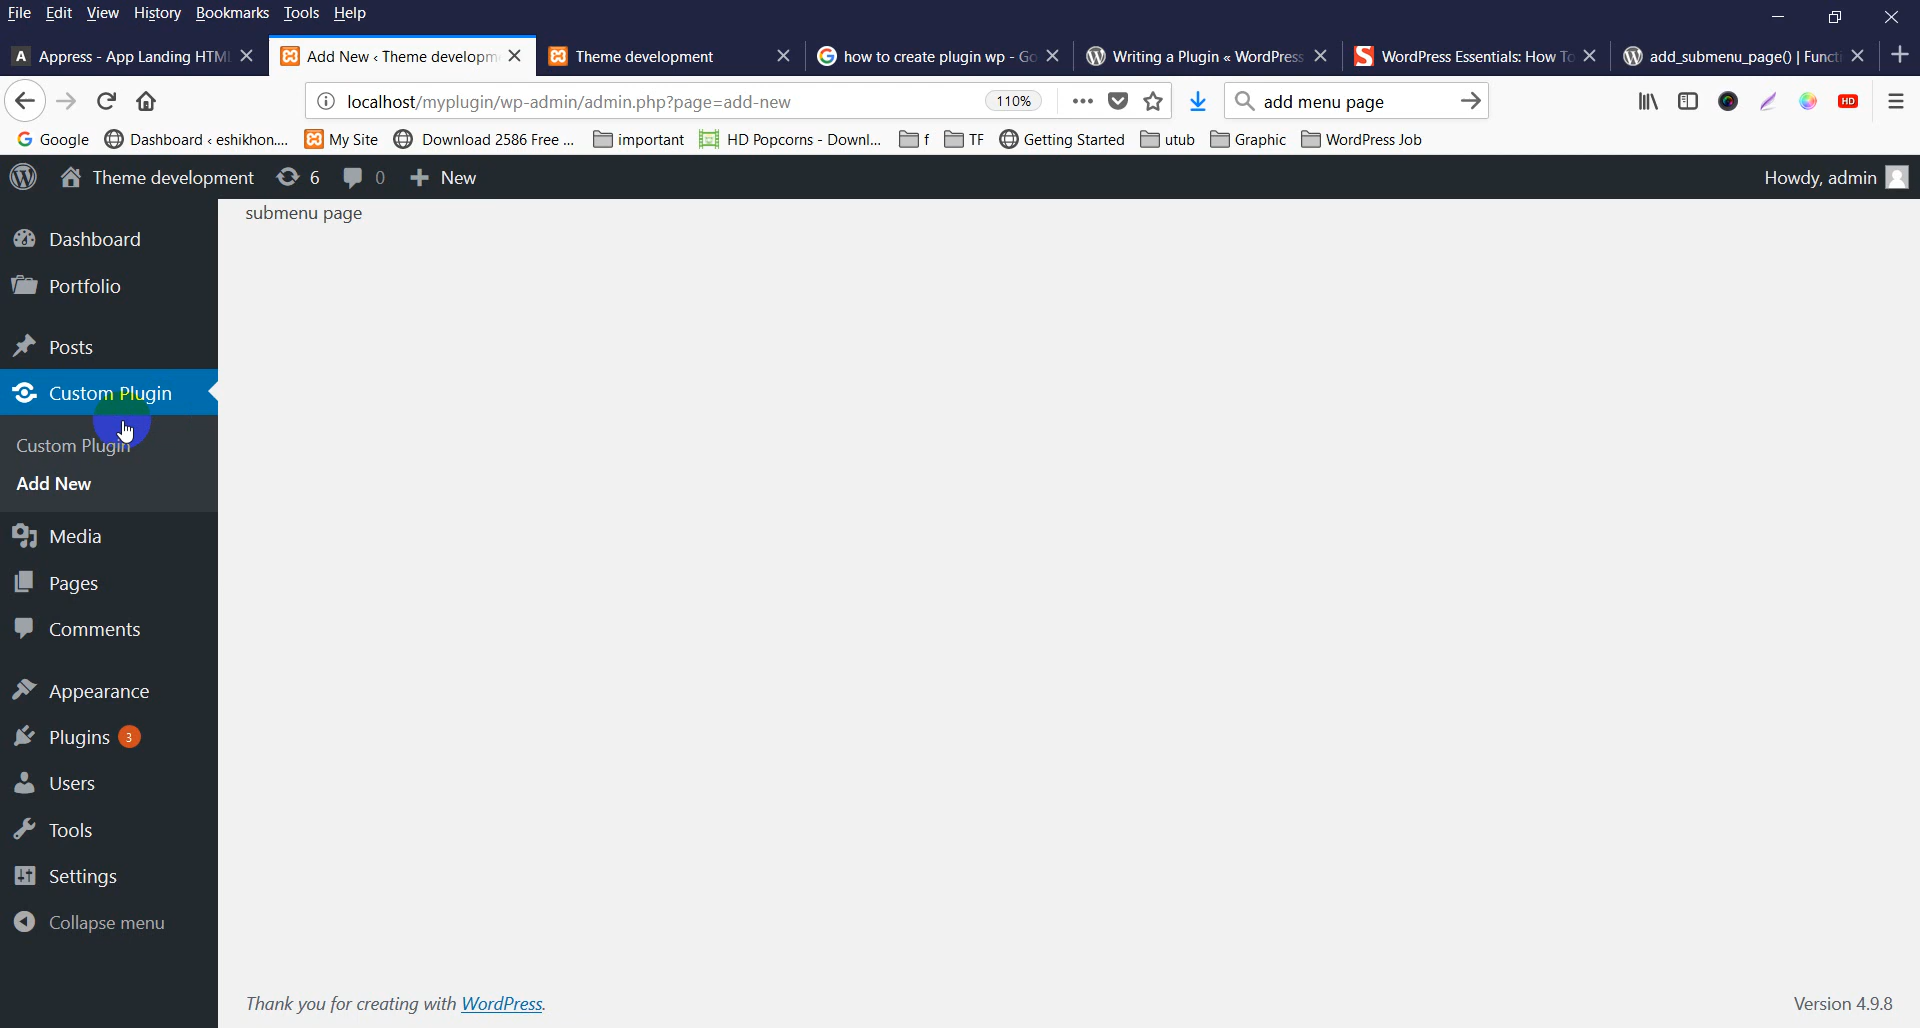 File Edit View History Bookmarks Tools Help
A Appress - App Landing HTML Add New ‹ Theme developm Theme development how to create plugin wp - Go Writing a Plugin « WordPress WordPress Essentials: How To add_submenu_page() | Functi
localhost/myplugin/wp-admin/admin.php?page=add-new 110% add menu page HD
Google Dashboard ‹ eshikhon.... My Site Download 2586 Free ... important HD Popcorns - Downl... f TF Getting Started utub Graphic WordPress Job
Theme development 6 0 New Howdy, admin
submenu page
Dashboard
Portfolio
Posts
Custom Plugin
Custom Plugin
Add New
Media
Pages
Comments
Appearance
Plugins 3
Users
Tools
Settings
Collapse menu
Thank you for creating with WordPress. Version 4.9.8